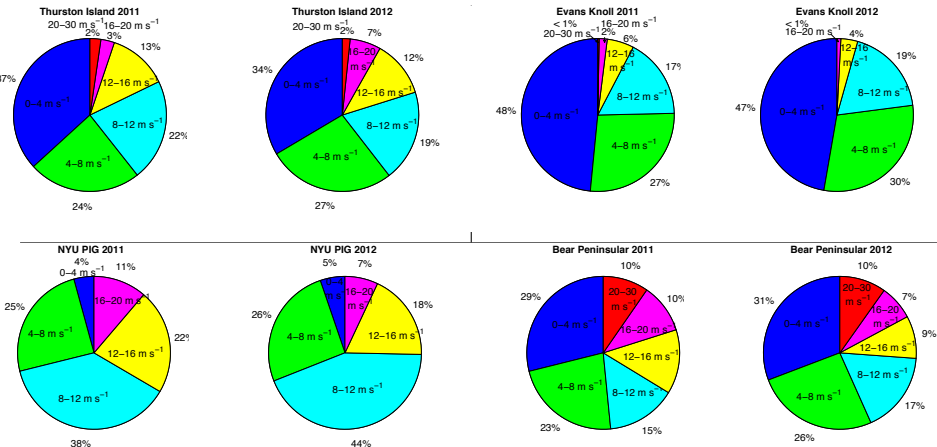 Thurston Island 2011
20–30 m s⁻¹
16–20 m s⁻¹
2%
3%
13%
12–16 m s⁻¹
8–12 m s⁻¹
22%
4–8 m s⁻¹
24%
0–4 m s⁻¹
7%
Thurston Island 2012
20–30 m s⁻¹
2%
7%
16–20 m s⁻¹
12%
12–16 m s⁻¹
8–12 m s⁻¹
19%
4–8 m s⁻¹
27%
0–4 m s⁻¹
34%
Evans Knoll 2011
< 1%
20–30 m s⁻¹
16–20 m s⁻¹
2%
6%
12–16 m s⁻¹
17%
8–12 m s⁻¹
4–8 m s⁻¹
27%
0–4 m s⁻¹
48%
Evans Knoll 2012
< 1%
16–20 m s⁻¹
4%
12–16 m s⁻¹
19%
8–12 m s⁻¹
4–8 m s⁻¹
30%
0–4 m s⁻¹
47%
NYU PIG 2011
4%
0–4 m s⁻¹
11%
16–20 m s⁻¹
22%
12–16 m s⁻¹
8–12 m s⁻¹
38%
4–8 m s⁻¹
25%
NYU PIG 2012
5%
0–4 m s⁻¹
7%
16–20 m s⁻¹
18%
12–16 m s⁻¹
8–12 m s⁻¹
44%
4–8 m s⁻¹
26%
Bear Peninsular 2011
10%
20–30 m s⁻¹
10%
16–20 m s⁻¹
12–16 m s⁻¹
8–12 m s⁻¹
15%
4–8 m s⁻¹
23%
0–4 m s⁻¹
29%
Bear Peninsular 2012
10%
20–30 m s⁻¹
7%
16–20 m s⁻¹
9%
12–16 m s⁻¹
8–12 m s⁻¹
17%
4–8 m s⁻¹
26%
0–4 m s⁻¹
31%